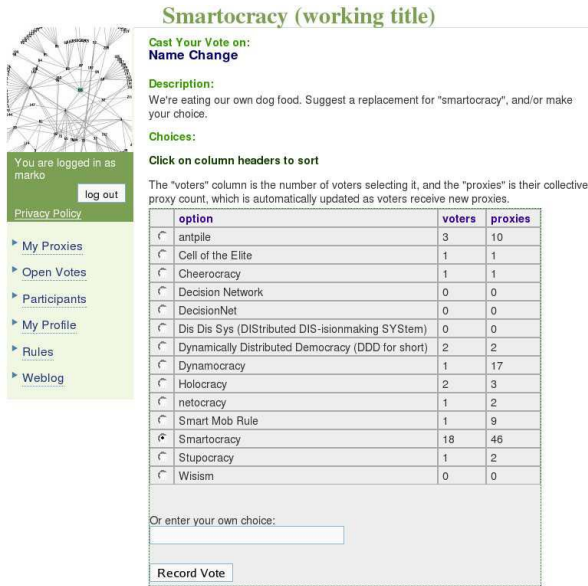 Smartocracy (working title)
Cast Your Vote on:
Name Change
Description:
We're eating our own dog food. Suggest a replacement for "smartocracy", and/or make
your choice.
Choices:
Click on column headers to sort
The "voters" column is the number of voters selecting it, and the "proxies" is their collective
proxy count, which is automatically updated as voters receive new proxies.
You are logged in as
marko
log out
Privacy Policy
My Proxies
Open Votes
Participants
My Profile
Rules
Weblog
option voters proxies
antpile 3 10
Cell of the Elite 1 1
Cheerocracy 1 1
Decision Network 0 0
DecisionNet 0 0
Dis Dis Sys (DIStributed DIS-isionmaking SYStem) 0 0
Dynamically Distributed Democracy (DDD for short) 2 2
Dynamocracy 1 17
Holocracy 2 3
netocracy 1 2
Smart Mob Rule 1 9
Smartocracy 18 46
Stupocracy 1 2
Wisism 0 0
Or enter your own choice:
Record Vote